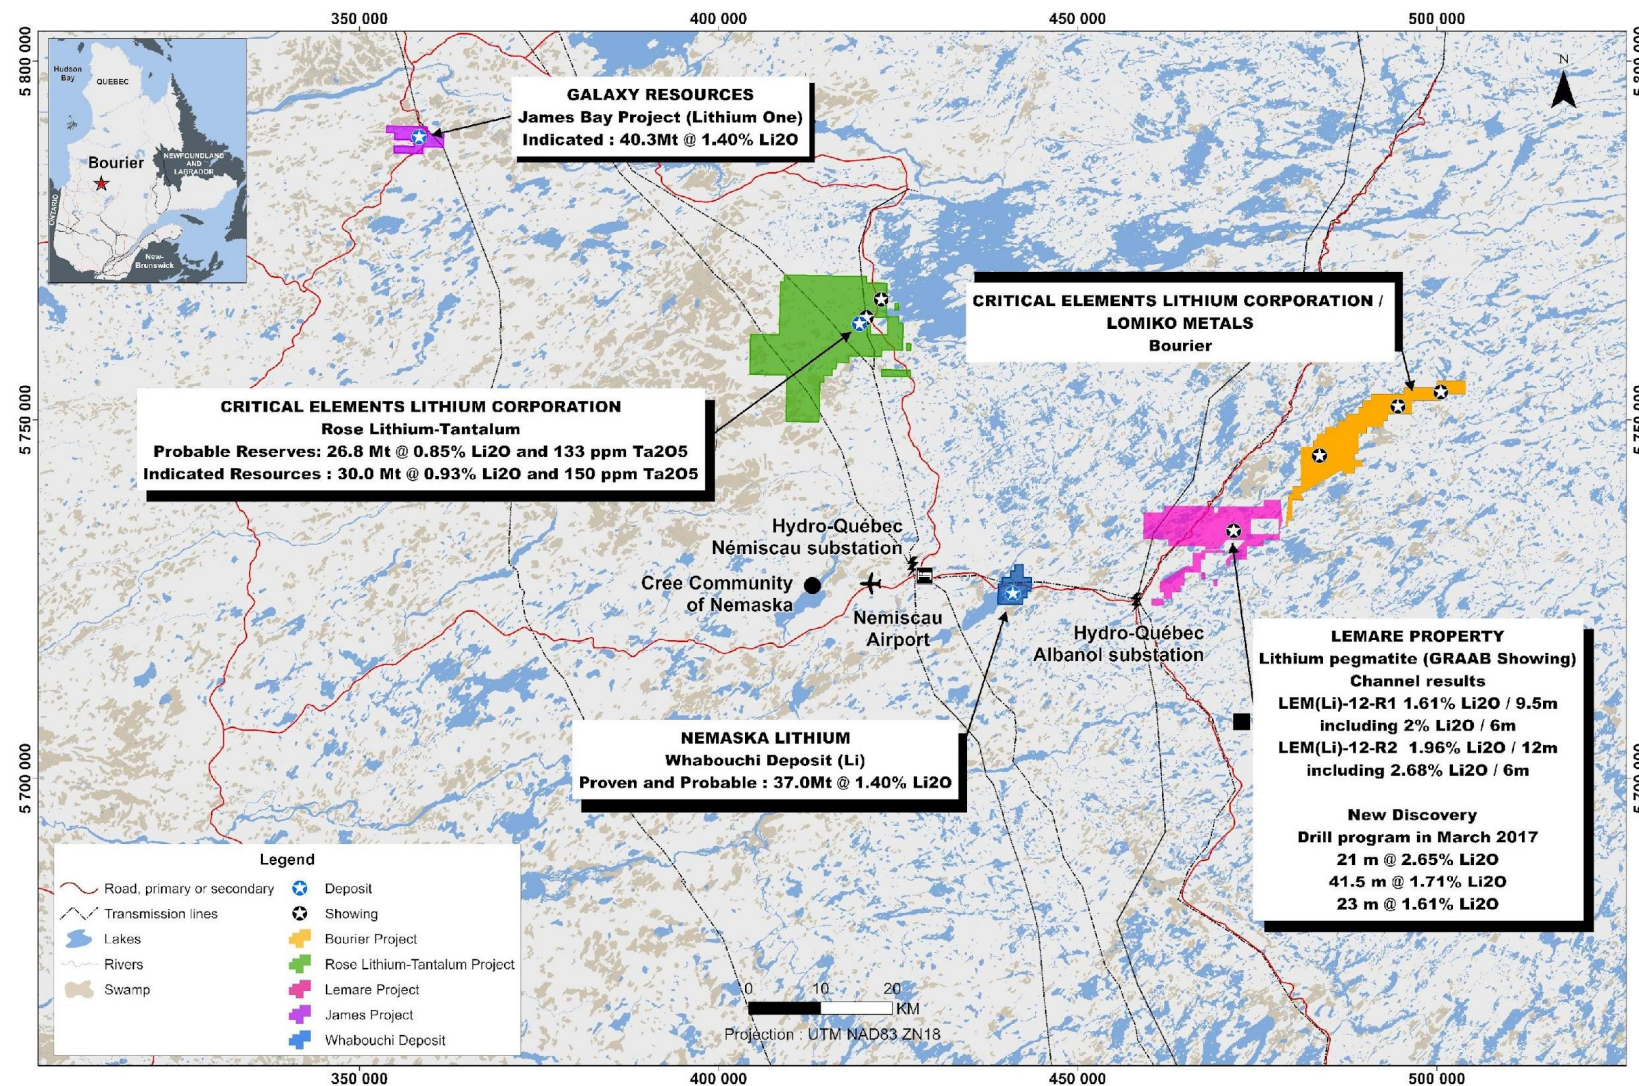 350 000
400 000
450 000
500 000
5 800 000
5 750 000
5 700 000
Hudson
Bay
QUEBEC
Bourier
NEWFOUNDLAND
AND
LABRADOR
ONTARIO
New-
Brunswick
N
GALAXY RESOURCES
James Bay Project (Lithium One)
Indicated : 40.3Mt @ 1.40% Li2O
CRITICAL ELEMENTS LITHIUM CORPORATION /
LOMIKO METALS
Bourier
CRITICAL ELEMENTS LITHIUM CORPORATION
Rose Lithium-Tantalum
Probable Reserves: 26.8 Mt @ 0.85% Li2O and 133 ppm Ta2O5
Indicated Resources : 30.0 Mt @ 0.93% Li2O and 150 ppm Ta2O5
5 750 000
Hydro-Québec
Némiscau substation
Cree Community
of Nemaska
Nemiscau
Airport
Hydro-Québec
Albanol substation
LEMARE PROPERTY
Lithium pegmatite (GRAAB Showing)
Channel results
LEM(Li)-12-R1 1.61% Li2O / 9.5m
including 2% Li2O / 6m
LEM(Li)-12-R2 1.96% Li2O / 12m
including 2.68% Li2O / 6m
New Discovery
Drill program in March 2017
21 m @ 2.65% Li2O
41.5 m @ 1.71% Li2O
23 m @ 1.61% Li2O
NEMASKA LITHIUM
Whabouchi Deposit (Li)
Proven and Probable : 37.0Mt @ 1.40% Li2O
Legend
Road, primary or secondary
Transmission lines
Lakes
Rivers
Swamp
Deposit
Showing
Bourier Project
Rose Lithium-Tantalum Project
Lemare Project
James Project
Whabouchi Deposit
0 10 20
KM
Projection : UTM NAD83 ZN18
350 000
400 000
450 000
500 000